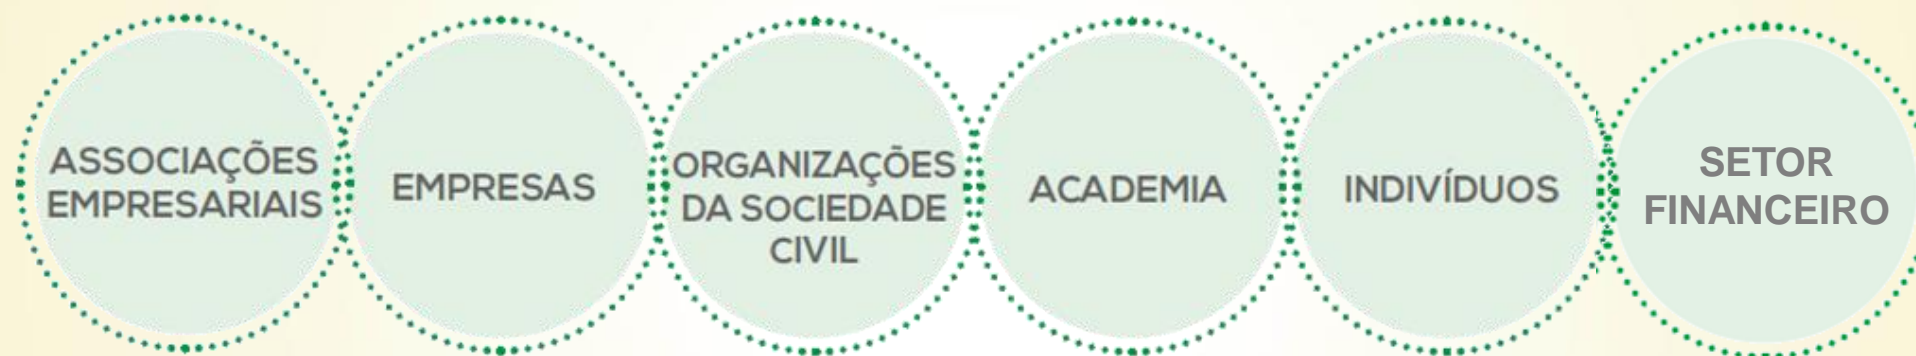 ASSOCIAÇÕES
EMPRESARIAIS
EMPRESAS
ORGANIZAÇÕES
DA SOCIEDADE
CIVIL
ACADEMIA
INDIVÍDUOS
SETOR
FINANCEIRO